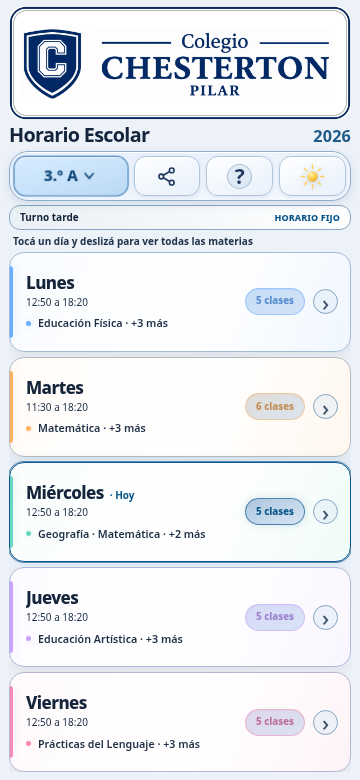 C
Colegio
CHESTERTON
PILAR
Horario Escolar
2026
3.° A
?
Turno tarde
HORARIO FIJO
Tocá un día y deslizá para ver todas las materias
Lunes
12:50 a 18:20
Educación Física · +3 más
5 clases
Martes
11:30 a 18:20
Matemática · +3 más
6 clases
Miércoles · Hoy
12:50 a 18:20
Geografía · Matemática · +2 más
5 clases
Jueves
12:50 a 18:20
Educación Artística · +3 más
5 clases
Viernes
12:50 a 18:20
Prácticas del Lenguaje · +3 más
5 clases